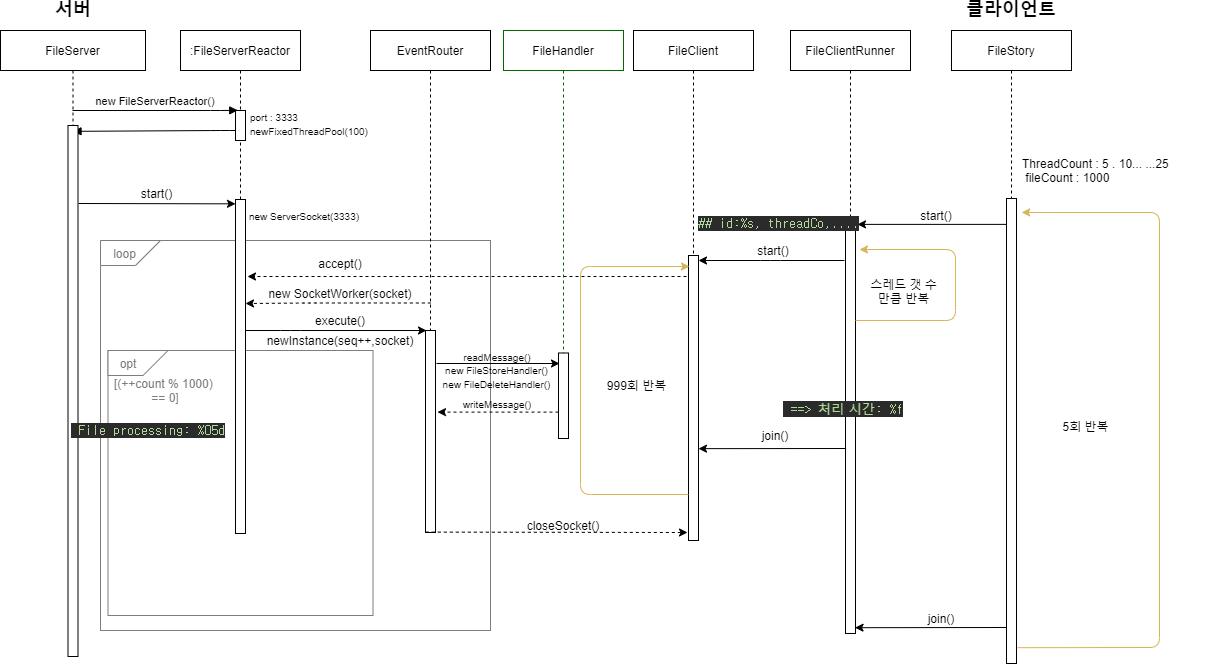 서버
클라이언트
FileServer
:FileServerReactor
EventRouter
FileHandler
FileClient
FileClientRunner
FileStory
new FileServerReactor()
port : 3333
newFixedThreadPool(100)
ThreadCount : 5 . 10... ...25
fileCount : 1000
start()
new ServerSocket(3333)
## id:%s, threadCo,.....
start()
loop
accept()
start()
new SocketWorker(socket)
스레드 갯 수
만큼 반복
execute()
newInstance(seq++,socket)
opt
[(++count % 1000)
== 0]
readMessage()
new FileStoreHandler()
new FileDeleteHandler()
writeMessage()
999회 반복
==> 처리 시간: %f
File processing: %05d
join()
5회 반복
closeSocket()
join()